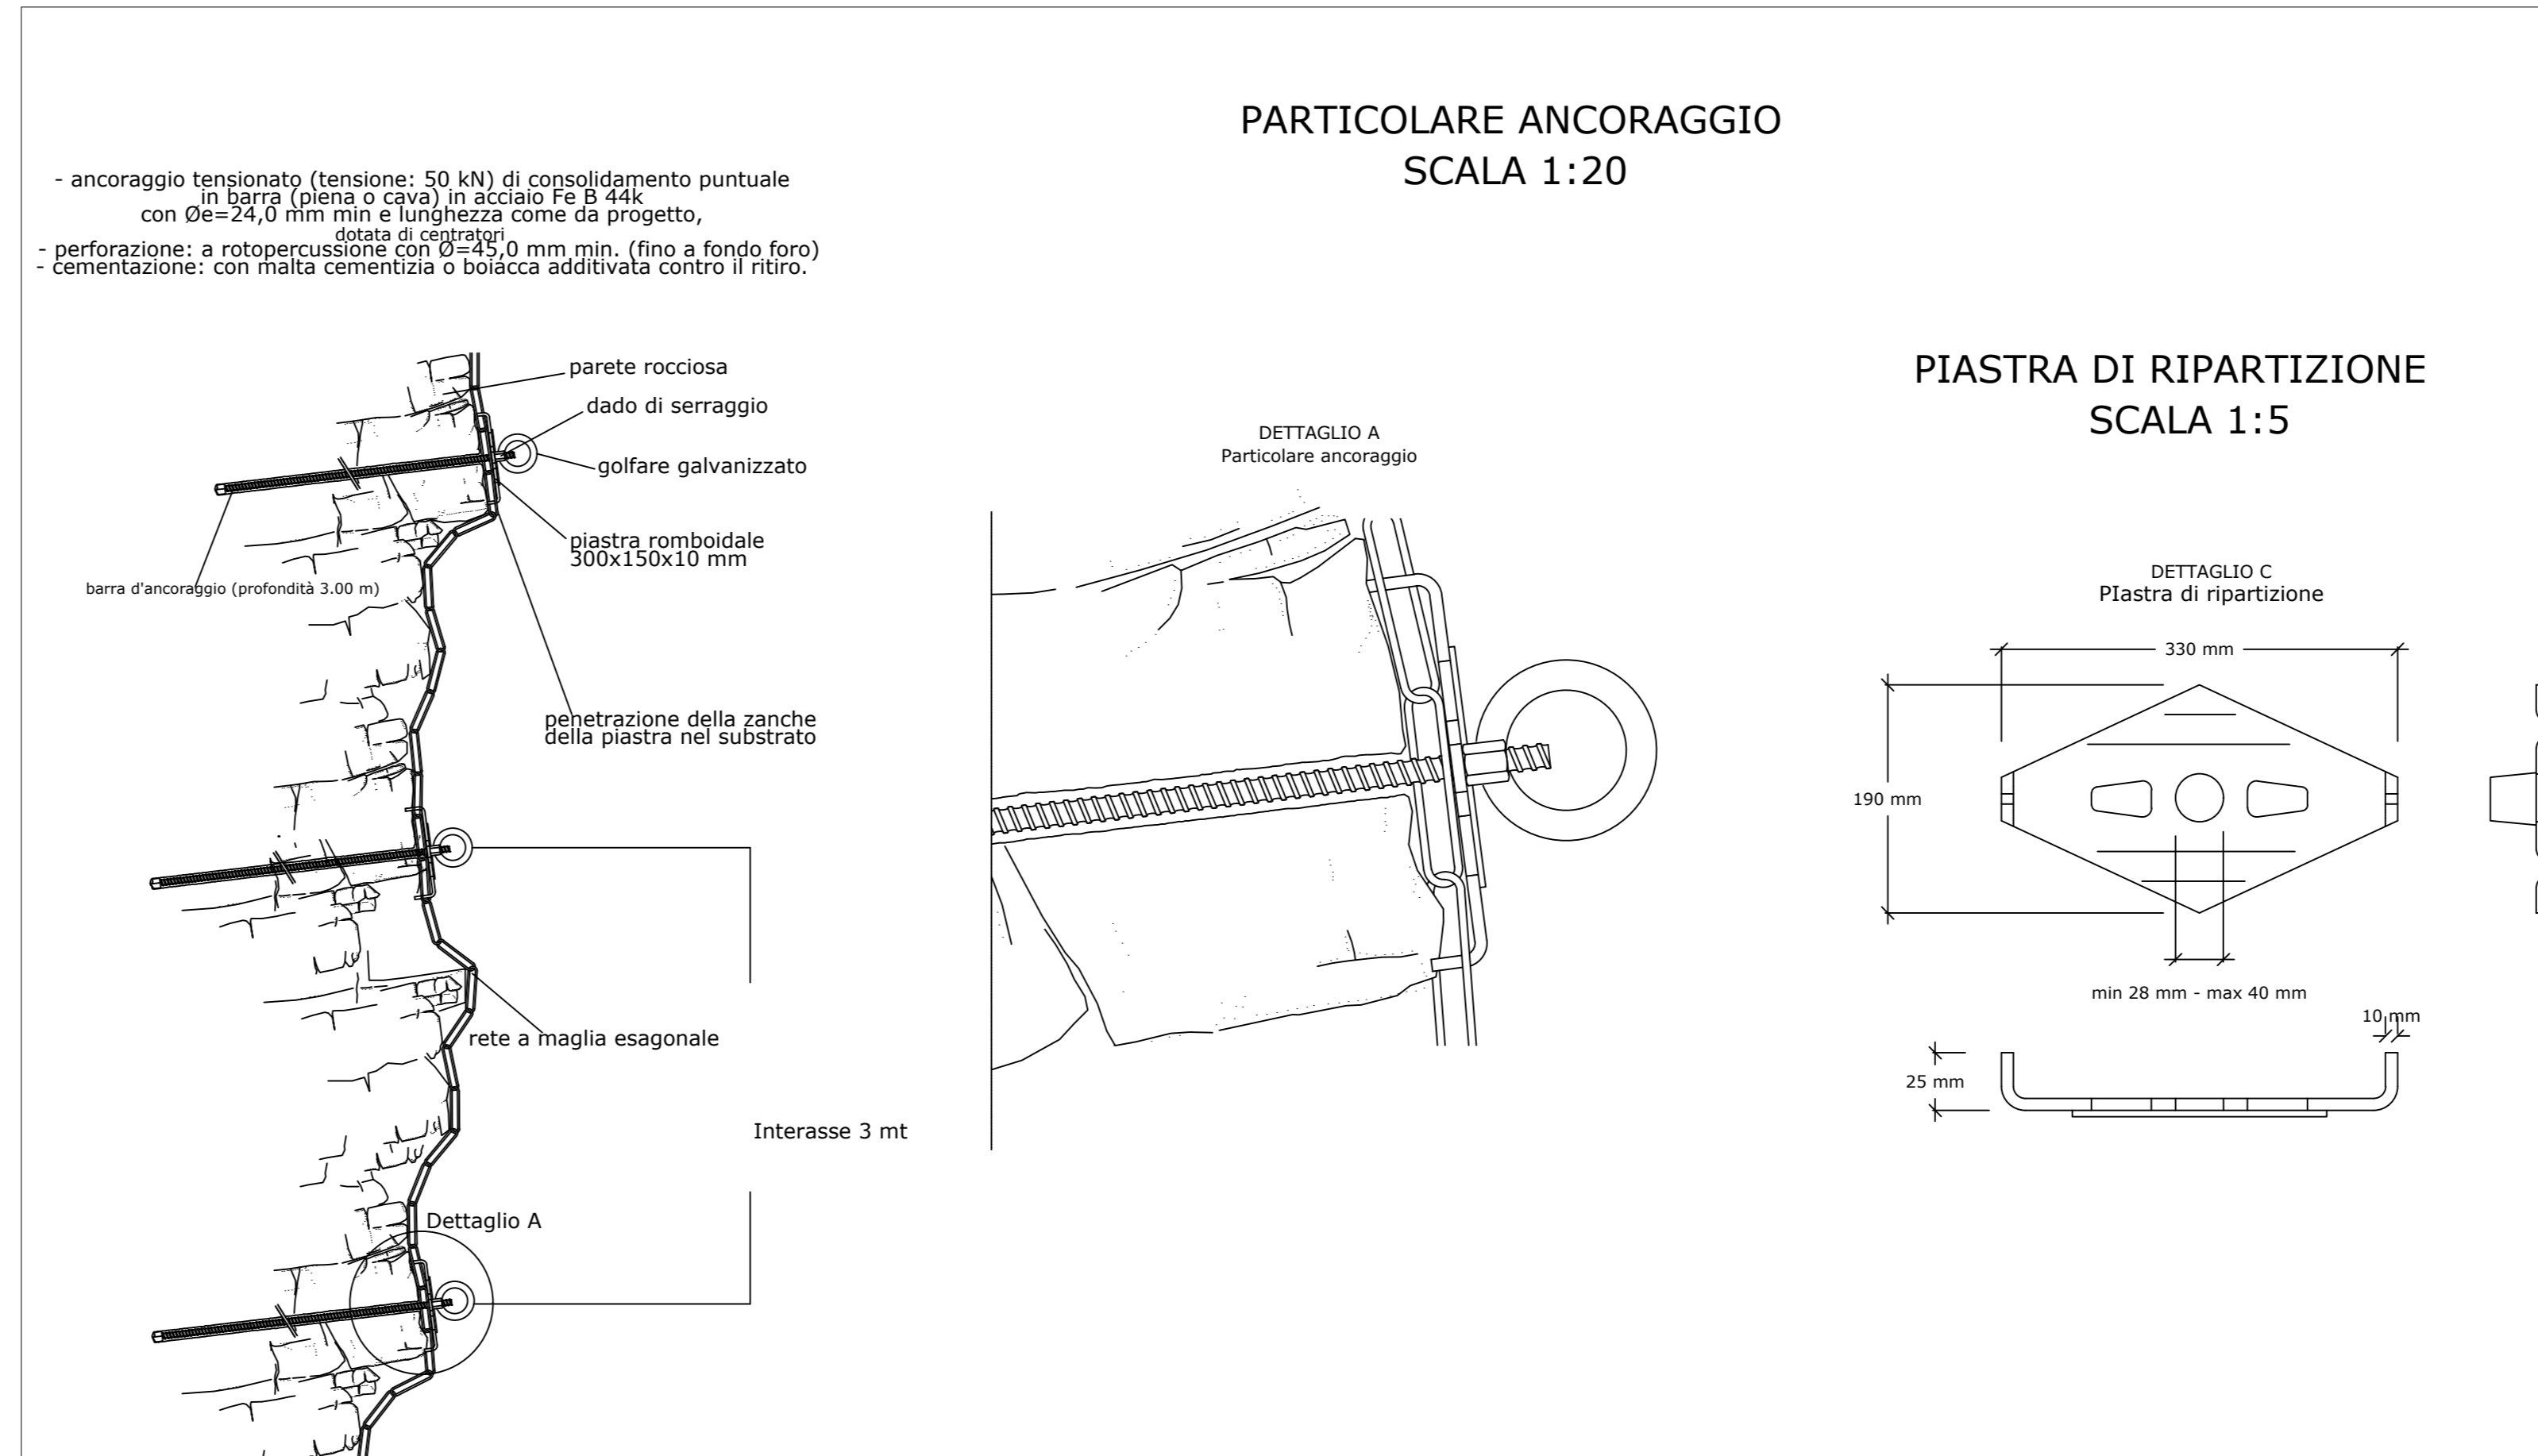 PARTICOLARE ANCORAGGIO
SCALA 1:20
- ancoraggio tensionato (tensione: 50 kN) di consolidamento puntuale
in barra (piena o cava) in acciaio Fe B 44k
con Øe=24,0 mm min e lunghezza come da progetto,
dotata di centratori
- perforazione: a rotopercussione con Ø=45,0 mm min. (fino a fondo foro)
- cementazione: con malta cementizia o boiacca additivata contro il ritiro.
parete rocciosa
dado di serraggio
golfare galvanizzato
piastra romboidale
300x150x10 mm
barra d'ancoraggio (profondità 3.00 m)
penetrazione della zanche
della piastra nel substrato
rete a maglia esagonale
Interasse 3 mt
Dettaglio A
DETTAGLIO A
Particolare ancoraggio
PIASTRA DI RIPARTIZIONE
SCALA 1:5
DETTAGLIO C
PIastra di ripartizione
330 mm
190 mm
min 28 mm - max 40 mm
10 mm
25 mm